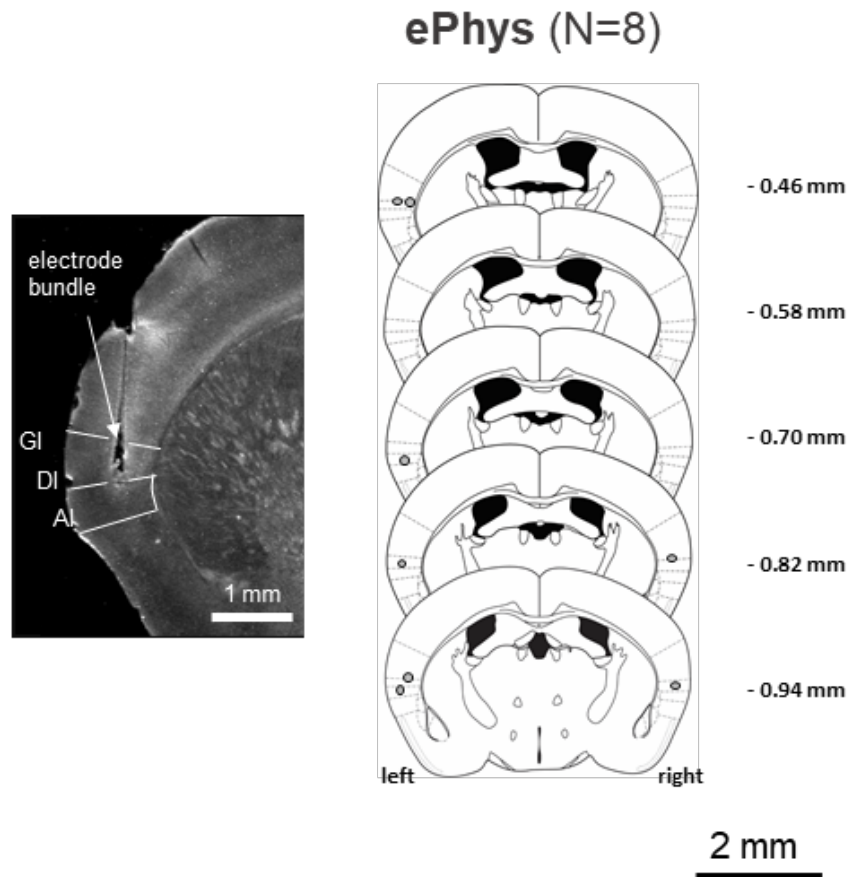 ePhys (N=8)
electrode
bundle
GI
DI
AI
1 mm
- 0.46 mm
- 0.58 mm
- 0.70 mm
- 0.82 mm
- 0.94 mm
left
right
2 mm